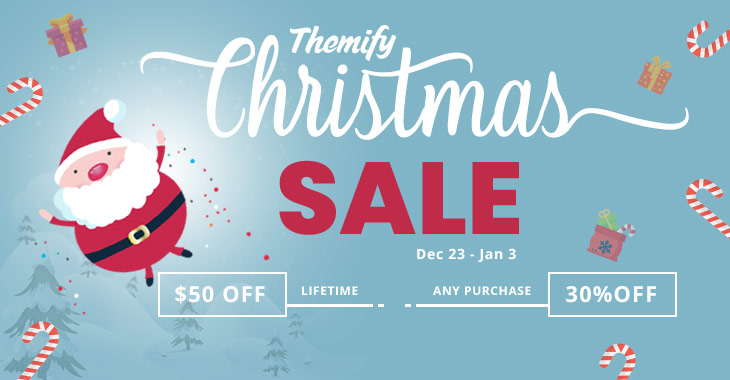 Themify
Christmas
SALE
Dec 23 - Jan 3
$50 OFF LIFETIME
ANY PURCHASE 30%OFF